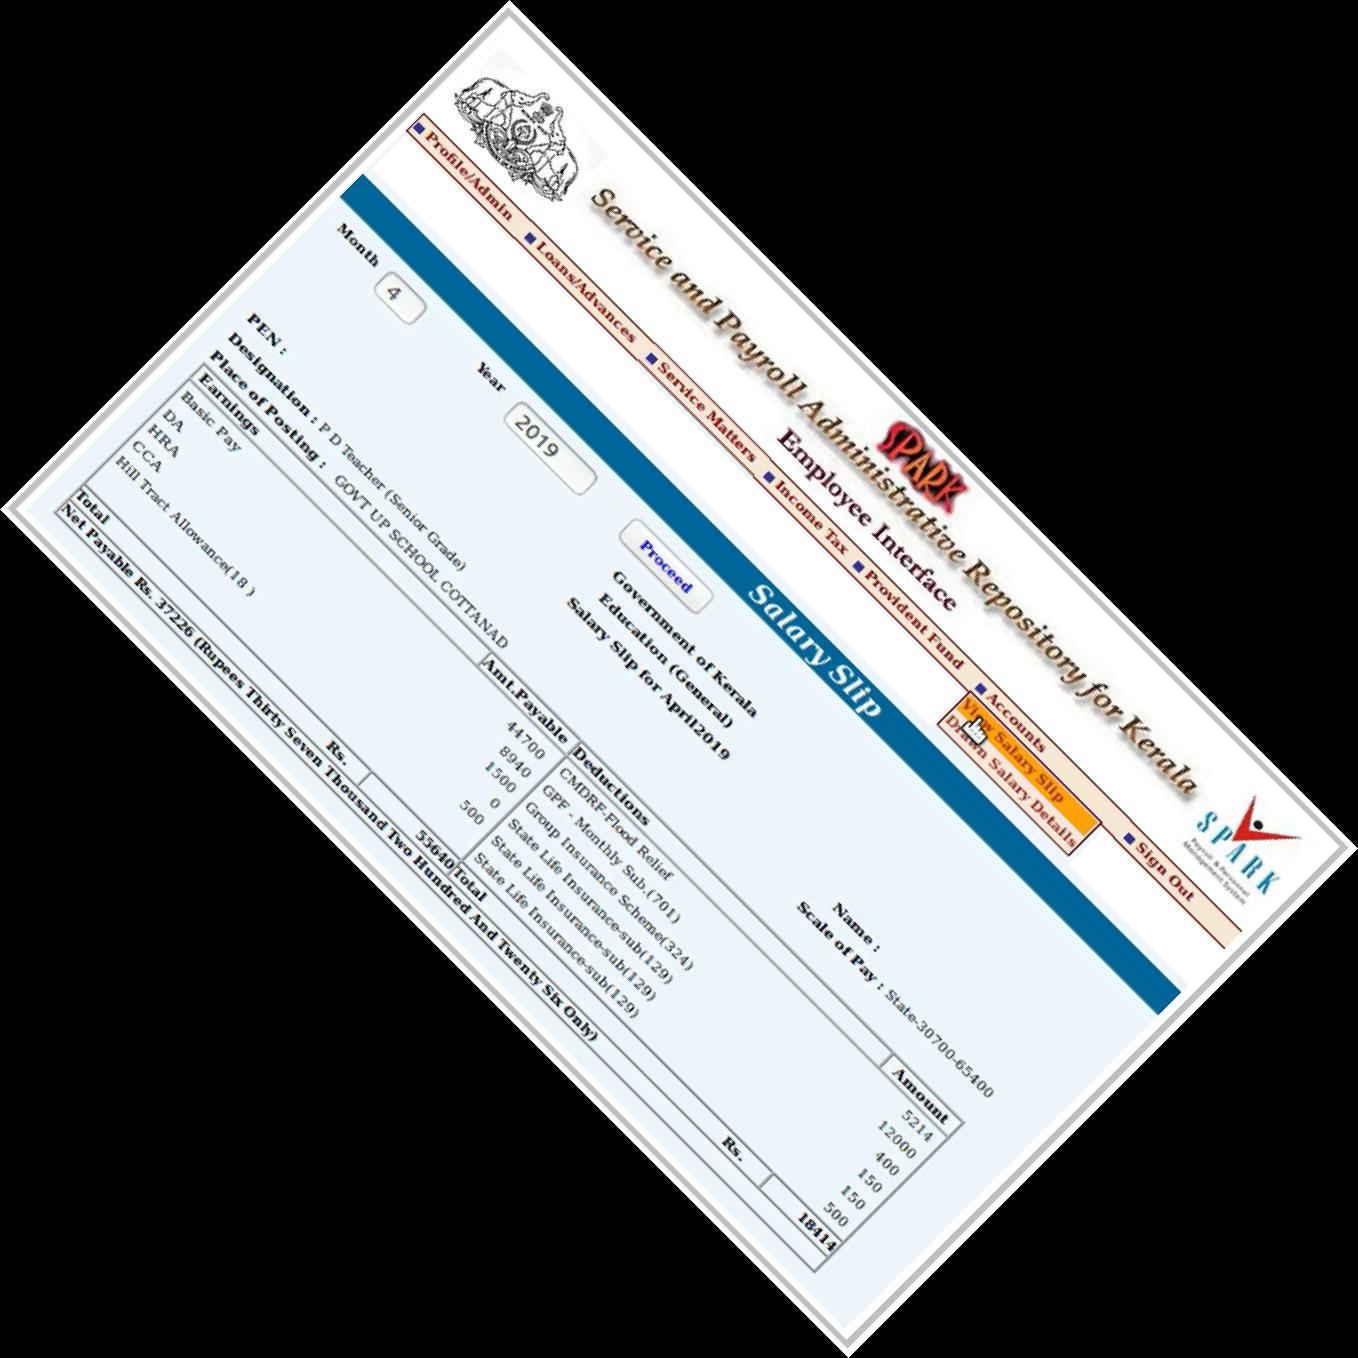 Service and Payroll Administrative Repository for Kerala
SPARK
Employee Interface
SPARK
Payroll & Personnel
Management System
Profile/Admin Loans/Advances Service Matters Income Tax Provident Fund Accounts Sign Out
View Salary Slip
Drawn Salary Details
Salary Slip
Month 4 Year 2019 Proceed
Government of Kerala
Education (General)
Salary Slip for April2019
PEN : Name :
Designation : P D Teacher (Senior Grade) Scale of Pay : State-30700-65400
Place of Posting : GOVT UP SCHOOL COTTANAD
Earnings Amt.Payable Deductions Amount
Basic Pay 44700 CMDRF-Flood Relief 5214
DA 8940 GPF - Monthly Sub.(701) 12000
HRA 1500 Group Insurance Scheme(324) 400
CCA 0 State Life Insurance-sub(129) 150
Hill Tract Allowance(18 ) 500 State Life Insurance-sub(129) 150
State Life Insurance-sub(129) 500
Total Rs. 55640 Total Rs. 18414
Net Payable Rs. 37226 (Rupees Thirty Seven Thousand Two Hundred And Twenty Six Only)